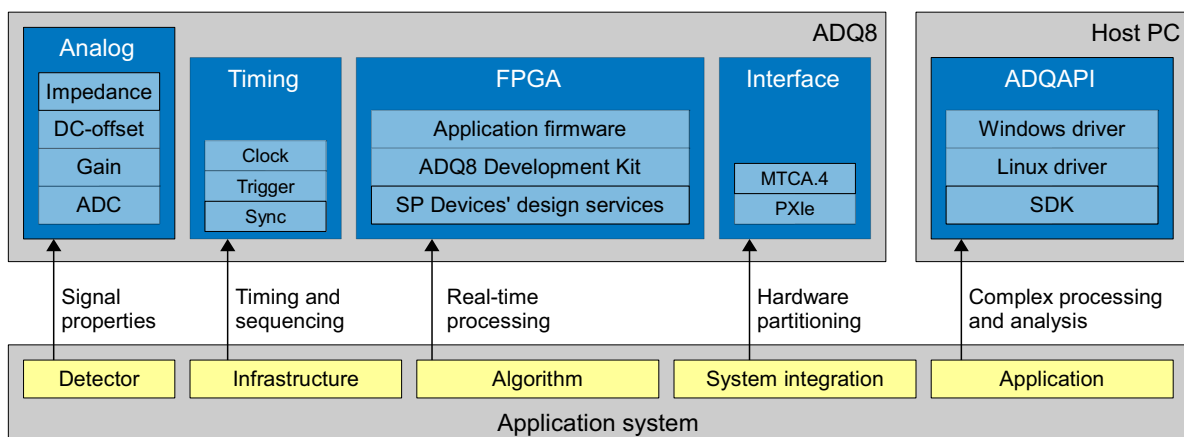 ADQ8
Analog
Impedance
DC-offset
Gain
ADC
Timing
Clock
Trigger
Sync
FPGA
Application firmware
ADQ8 Development Kit
SP Devices' design services
Interface
MTCA.4
PXIe
Host PC
ADQAPI
Windows driver
Linux driver
SDK
Signal
properties
Timing and
sequencing
Real-time
processing
Hardware
partitioning
Complex processing
and analysis
Detector
Infrastructure
Algorithm
System integration
Application
Application system